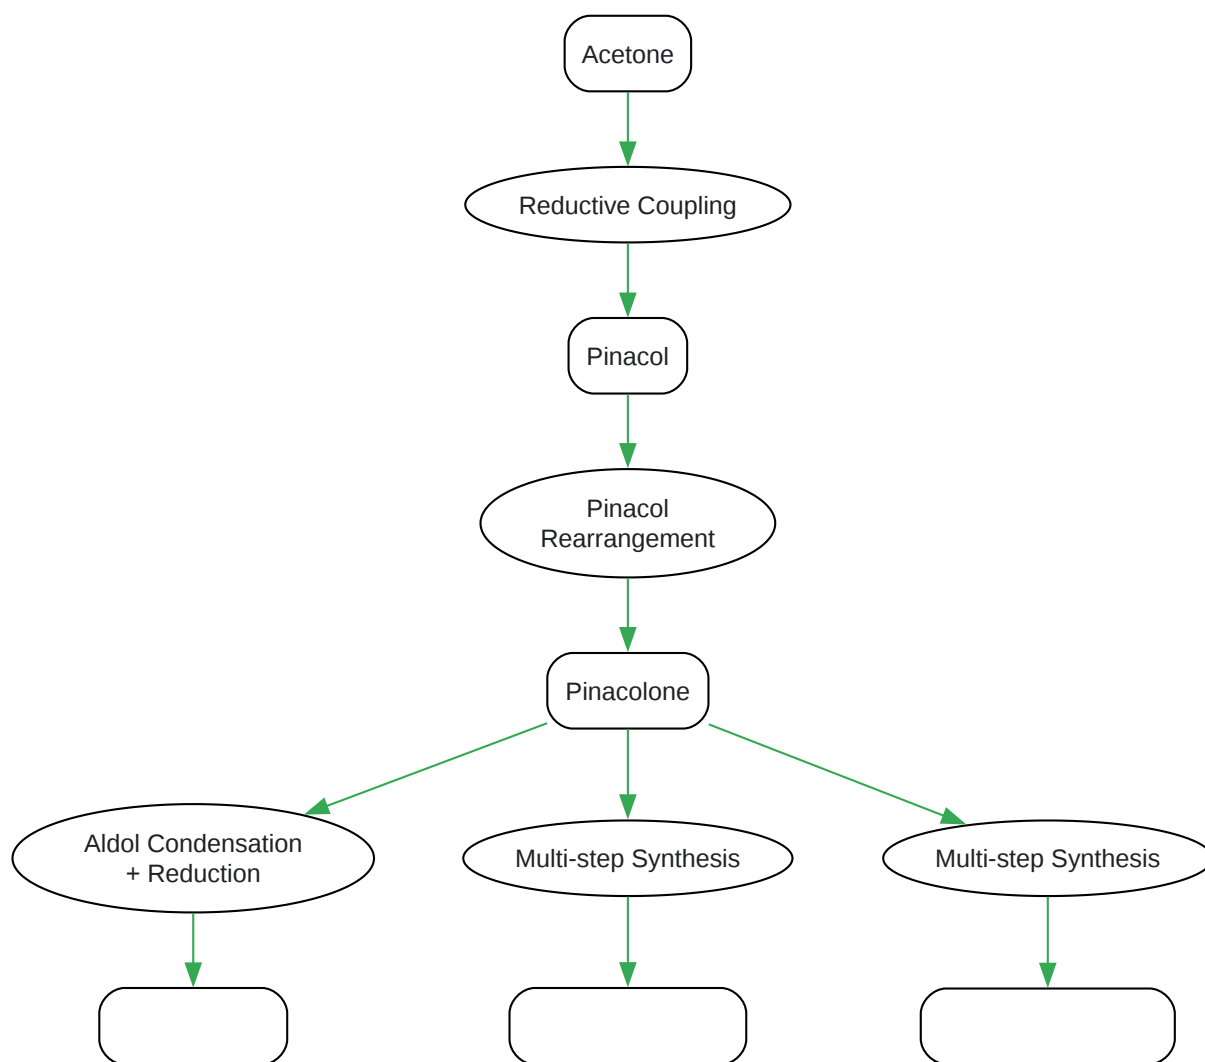 Acetone
Reductive Coupling
Pinacol
Pinacol
Rearrangement
Pinacolone
Aldol Condensation
+ Reduction
Multi-step Synthesis
Multi-step Synthesis